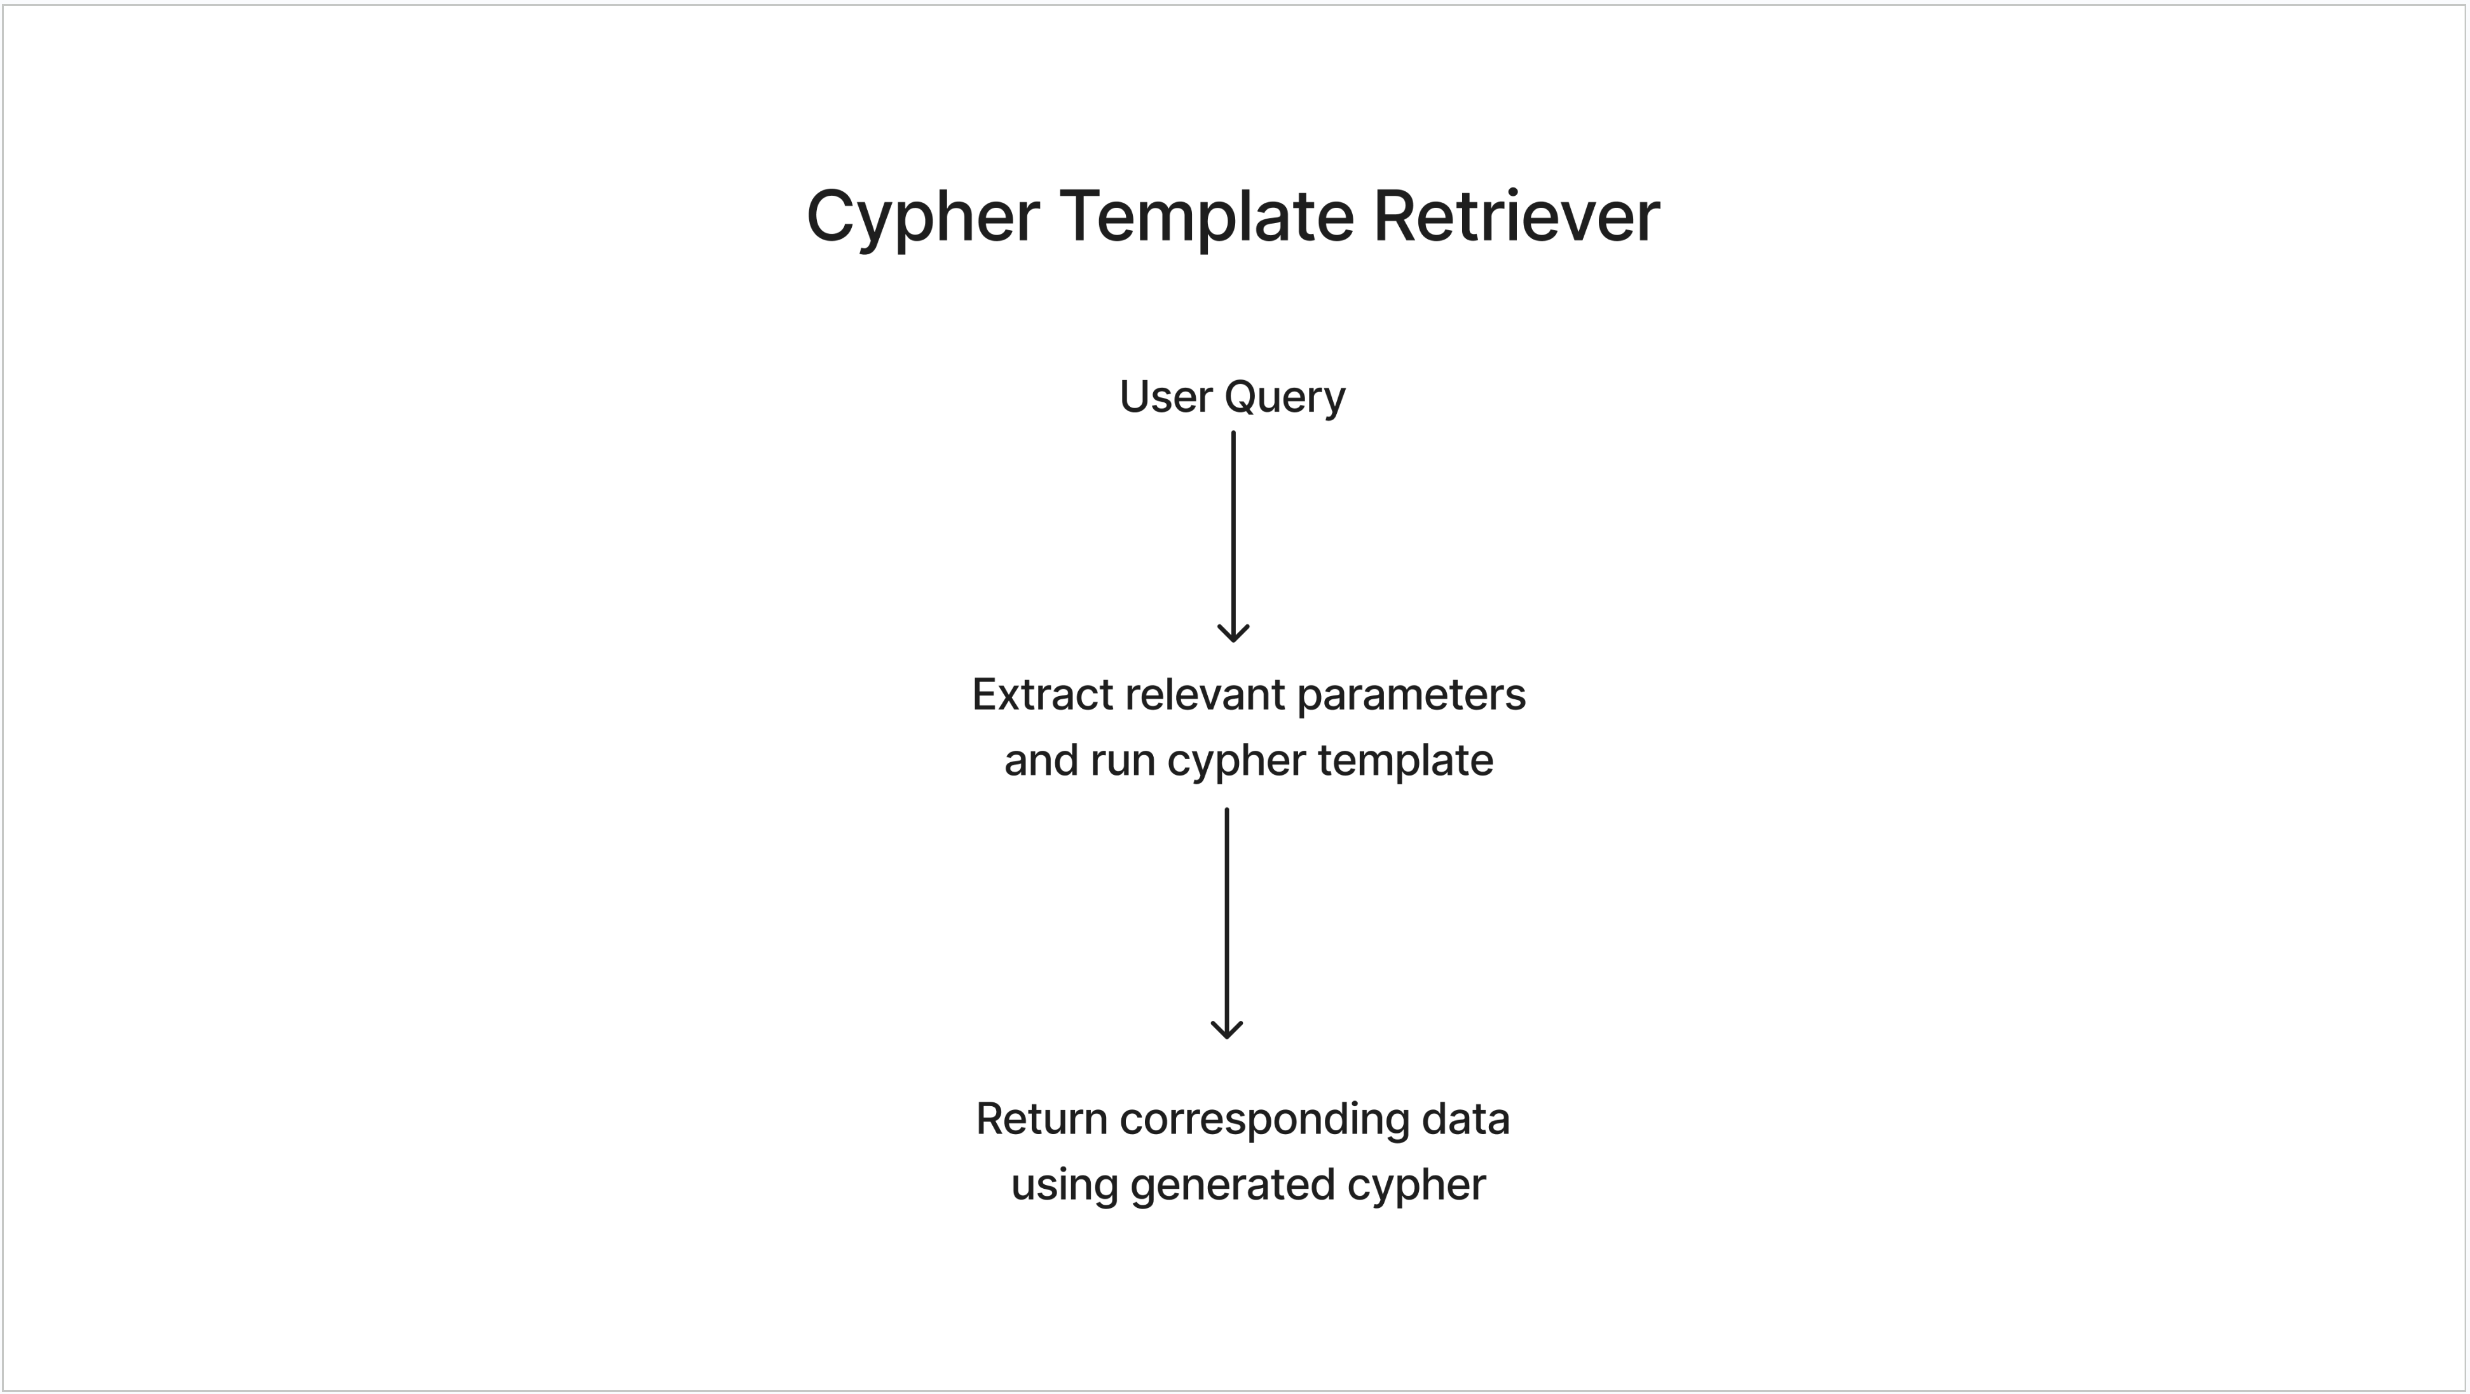 Cypher Template Retriever
User Query
Extract relevant parameters
and run cypher template
Return corresponding data
using generated cypher